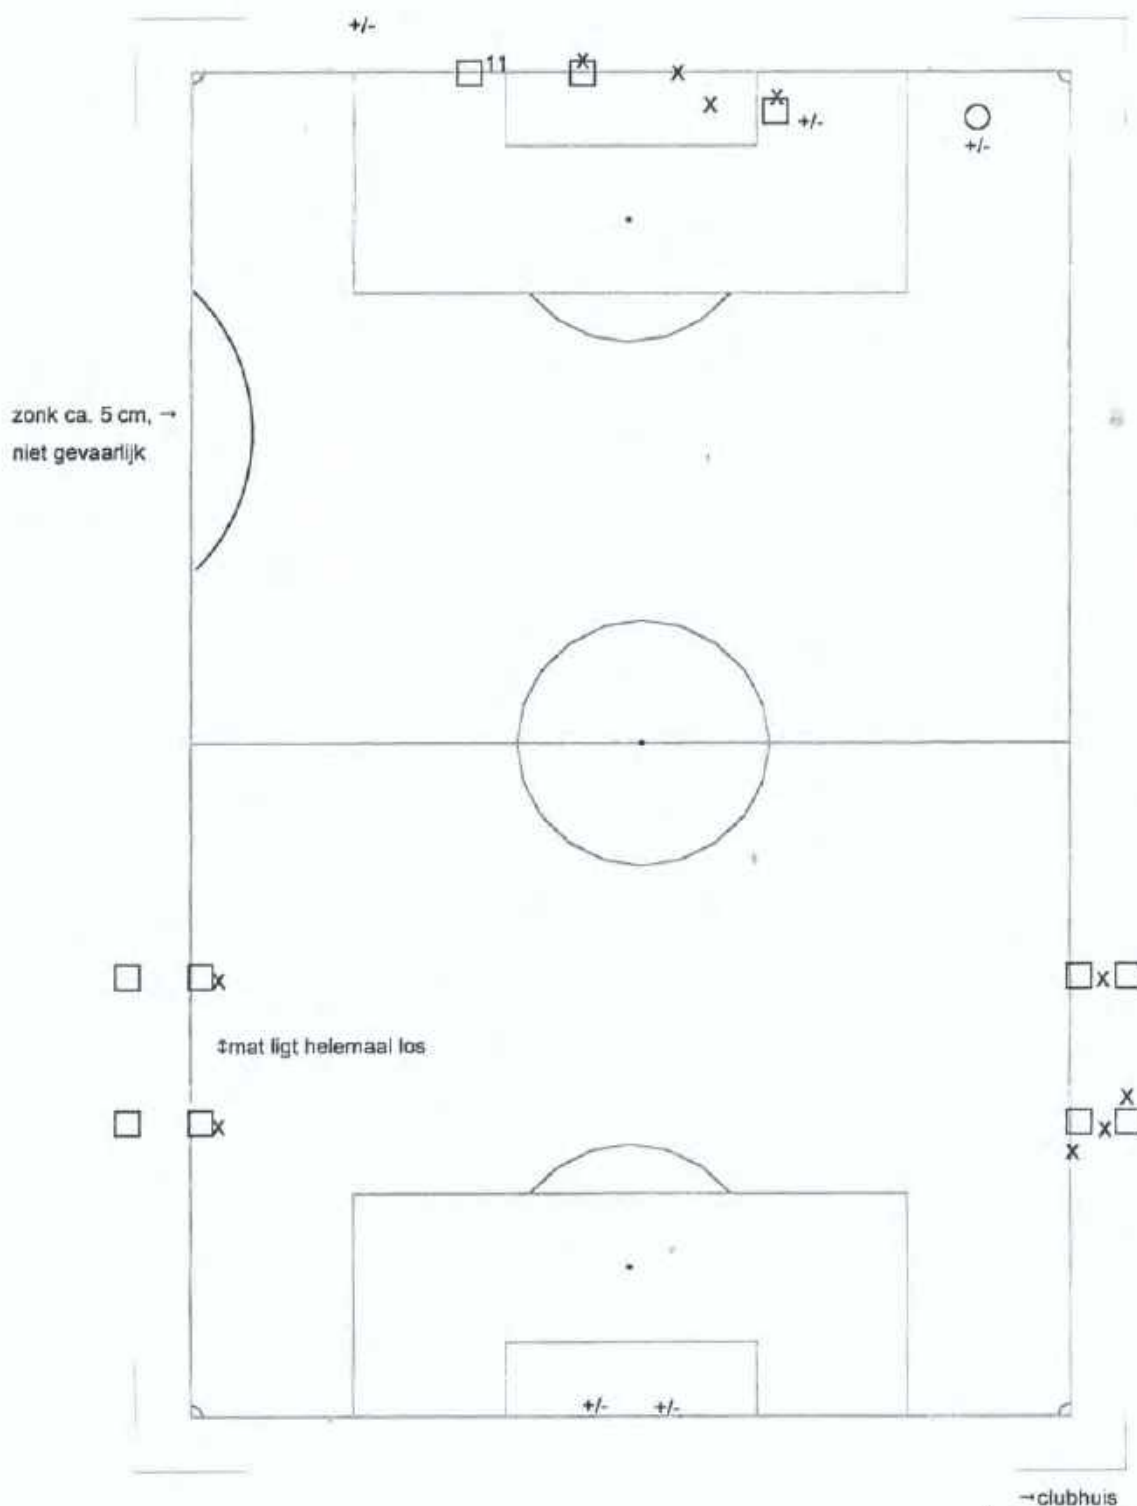 +/-
11
X
X
X
X
+/-
+/-
zonk ca. 5 cm, →
niet gevaarlijk
X
X
↕mat ligt helemaal los
X
X
X
X
+/- +/-
→clubhuis